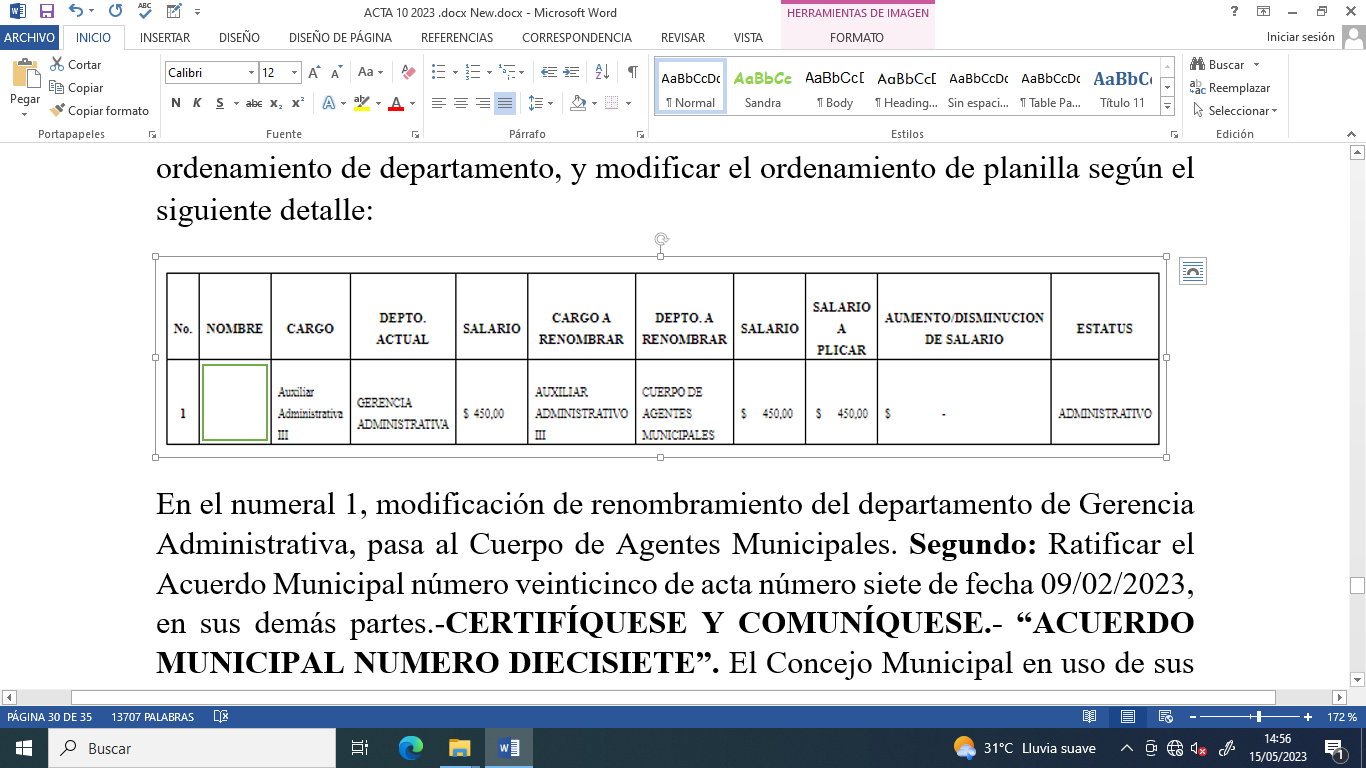 ACTA 10 2023 .docx New.docx - Microsoft Word
HERRAMIENTAS DE IMAGEN
ARCHIVO INICIO INSERTAR DISEÑO DISEÑO DE PÁGINA REFERENCIAS CORRESPONDENCIA REVISAR VISTA FORMATO Iniciar sesión
Pegar
Cortar
Copiar
Copiar formato
Portapapeles
Calibri 12
N K S abc x₂ x²
Fuente
Párrafo
AaBbCcDc AaBbCc AaBbCcD AaBbCcD AaBbCcDc AaBbCcDc AaBbC
¶ Normal Sandra ¶ Body ¶ Heading... Sin espaci... ¶ Table Pa... Título 11
Estilos
Buscar
Reemplazar
Seleccionar
Edición
ordenamiento de departamento, y modificar el ordenamiento de planilla según el
siguiente detalle:
No. NOMBRE CARGO DEPTO. ACTUAL SALARIO CARGO A RENOMBRAR DEPTO. A RENOMBRAR SALARIO SALARIO A PLICAR AUMENTO/DISMINUCION DE SALARIO ESTATUS
1 Auxiliar Administrativa III GERENCIA ADMINISTRATIVA $ 450,00 AUXILIAR ADMINISTRATIVO III CUERPO DE AGENTES MUNICIPALES $ 450,00 $ 450,00 $ - ADMINISTRATIVO
En el numeral 1, modificación de renombramiento del departamento de Gerencia
Administrativa, pasa al Cuerpo de Agentes Municipales. Segundo: Ratificar el
Acuerdo Municipal número veinticinco de acta número siete de fecha 09/02/2023,
en sus demás partes.-CERTIFÍQUESE Y COMUNÍQUESE.- “ACUERDO
MUNICIPAL NUMERO DIECISIETE”. El Concejo Municipal en uso de sus
PÁGINA 30 DE 35 13707 PALABRAS 172 %
Buscar
31°C Lluvia suave
14:56
15/05/2023
1